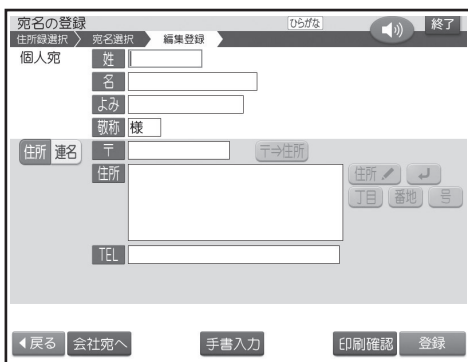 宛名の登録 ひらがな 終了
住所録選択 宛名選択 編集登録
個人宛 姓
名
よみ
敬称 様
住所 連名 〒 〒⇒住所
住所 住所
丁目 番地 号
TEL
戻る 会社宛へ 手書入力 印刷確認 登録